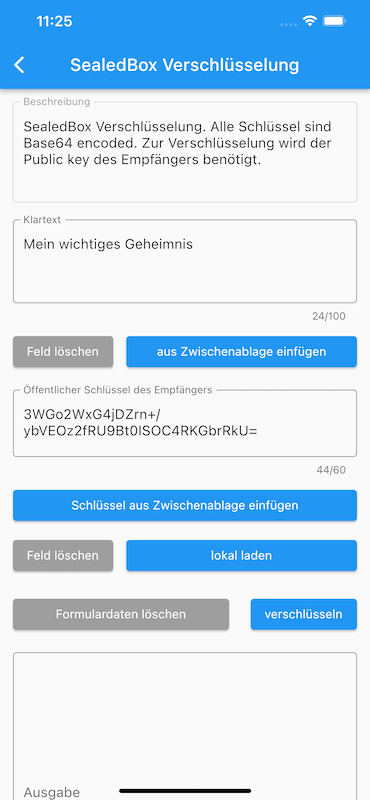 11:25
SealedBox Verschlüsselung
Beschreibung
SealedBox Verschlüsselung. Alle Schlüssel sind
Base64 encoded. Zur Verschlüsselung wird der
Public key des Empfängers benötigt.
Klartext
Mein wichtiges Geheimnis
24/100
Feld löschen
aus Zwischenablage einfügen
Öffentlicher Schlüssel des Empfängers
3WGo2WxG4jDZrn+/
ybVEOz2fRU9Bt0lSOC4RKGbrRkU=
44/60
Schlüssel aus Zwischenablage einfügen
Feld löschen
lokal laden
Formulardaten löschen
verschlüsseln
Ausgabe